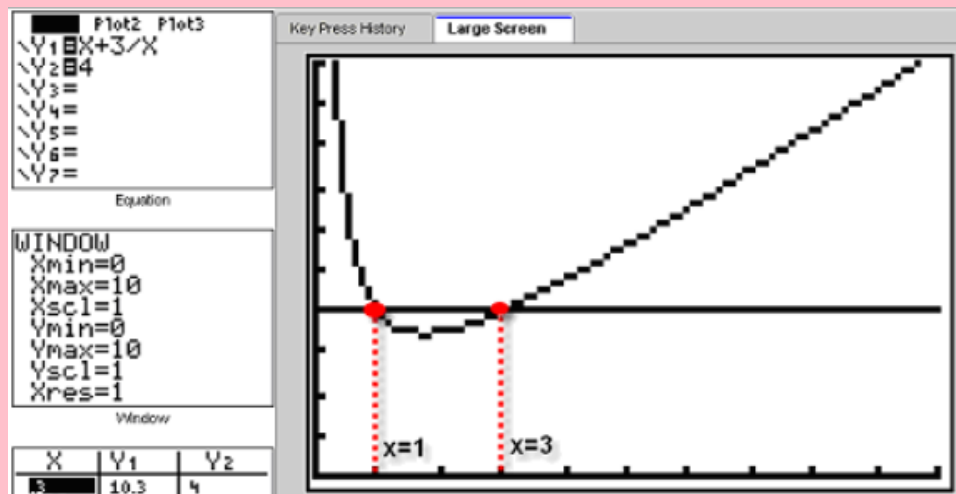 Plot2 Plot3
\Y1=X+3/X
\Y2=4
\Y3=
\Y4=
\Y5=
\Y6=
\Y7=
Equation
WINDOW
Xmin=0
Xmax=10
Xscl=1
Ymin=0
Ymax=10
Yscl=1
Xres=1
Window
X Y1 Y2
.3 10.3 4
Key Press History
Large Screen
x=1
x=3